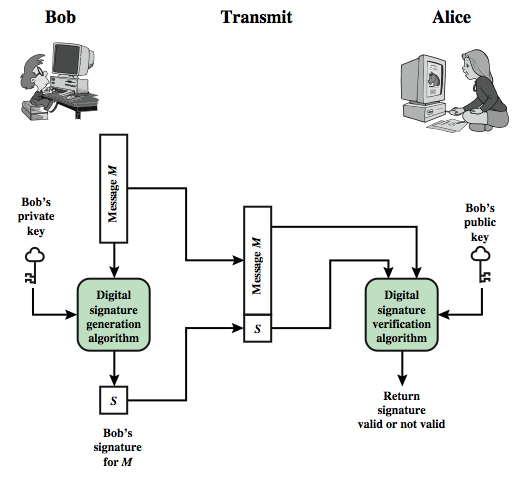 Bob
Transmit
Alice
Message M
Bob's
private
key
Message M
Bob's
public
key
Digital
signature
generation
algorithm
S
Digital
signature
verification
algorithm
S
Bob's
signature
for M
Return
signature
valid or not valid